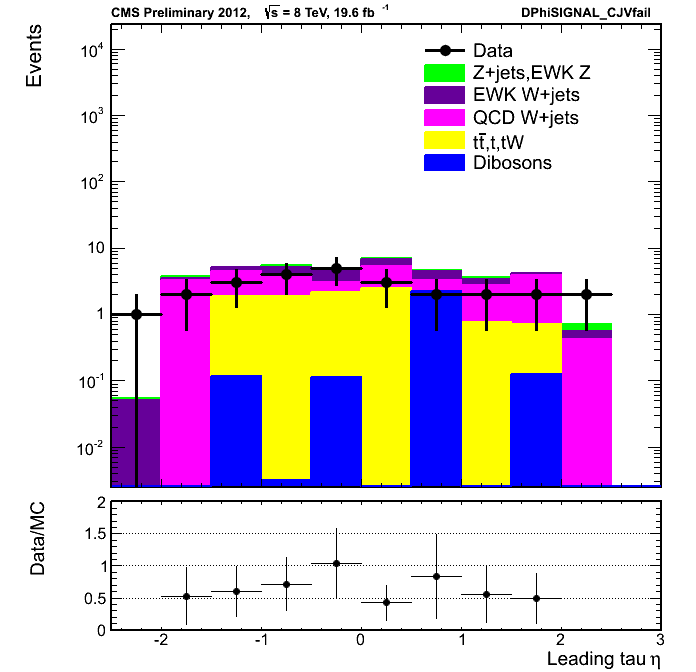 CMS Preliminary 2012, √s = 8 TeV, 19.6 fb⁻¹ DPhiSIGNAL_CJVfail
Events
10⁴
10³
10²
10
1
10⁻¹
10⁻²
Data
Z+jets,EWK Z
EWK W+jets
QCD W+jets
tt̄,t,tW
Dibosons
Data/MC
2
1.5
1
0.5
0
-2 -1 0 1 2 3
Leading tau η